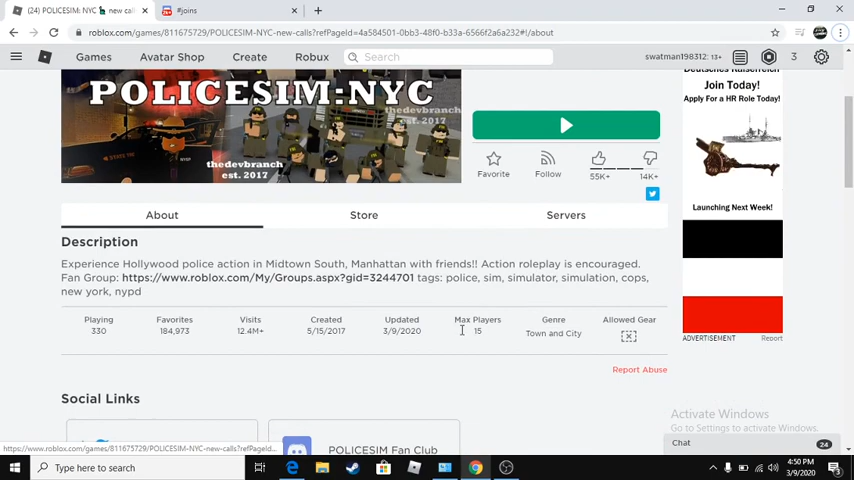 (24) POLICESIM: NYC new cal
#joins
roblox.com/games/811675729/POLICESIM-NYC-new-calls?refPageId=4a584501-0bb3-48f0-b33a-6566f2a6a232#!/about
Games
Avatar Shop
Create
Robux
Search
swatman198312: 13+
3
POLICESIM:NYC
thedevbranch
thedevbranch
est. 2017
Favorite
Follow
55K+
14K+
Join Today!
Apply For a HR Role Today!
Launching Next Week!
ADVERTISEMENT
Report
About
Store
Servers
Description
Experience Hollywood police action in Midtown South, Manhattan with friends!! Action roleplay is encouraged.
Fan Group: https://www.roblox.com/My/Groups.aspx?gid=3244701 tags: police, sim, simulator, simulation, cops,
new york, nypd
Playing
330
Favorites
184,973
Visits
12.4M+
Created
5/15/2017
Updated
3/9/2020
Max Players
15
Genre
Town and City
Allowed Gear
Report Abuse
Social Links
POLICESIM Fan Club
Activate Windows
Go to Settings to activate Windows.
Chat
24
https://www.roblox.com/games/811675729/POLICESIM-NYC-new-calls?refPageId...
Type here to search
4:50 PM
3/9/2020
3